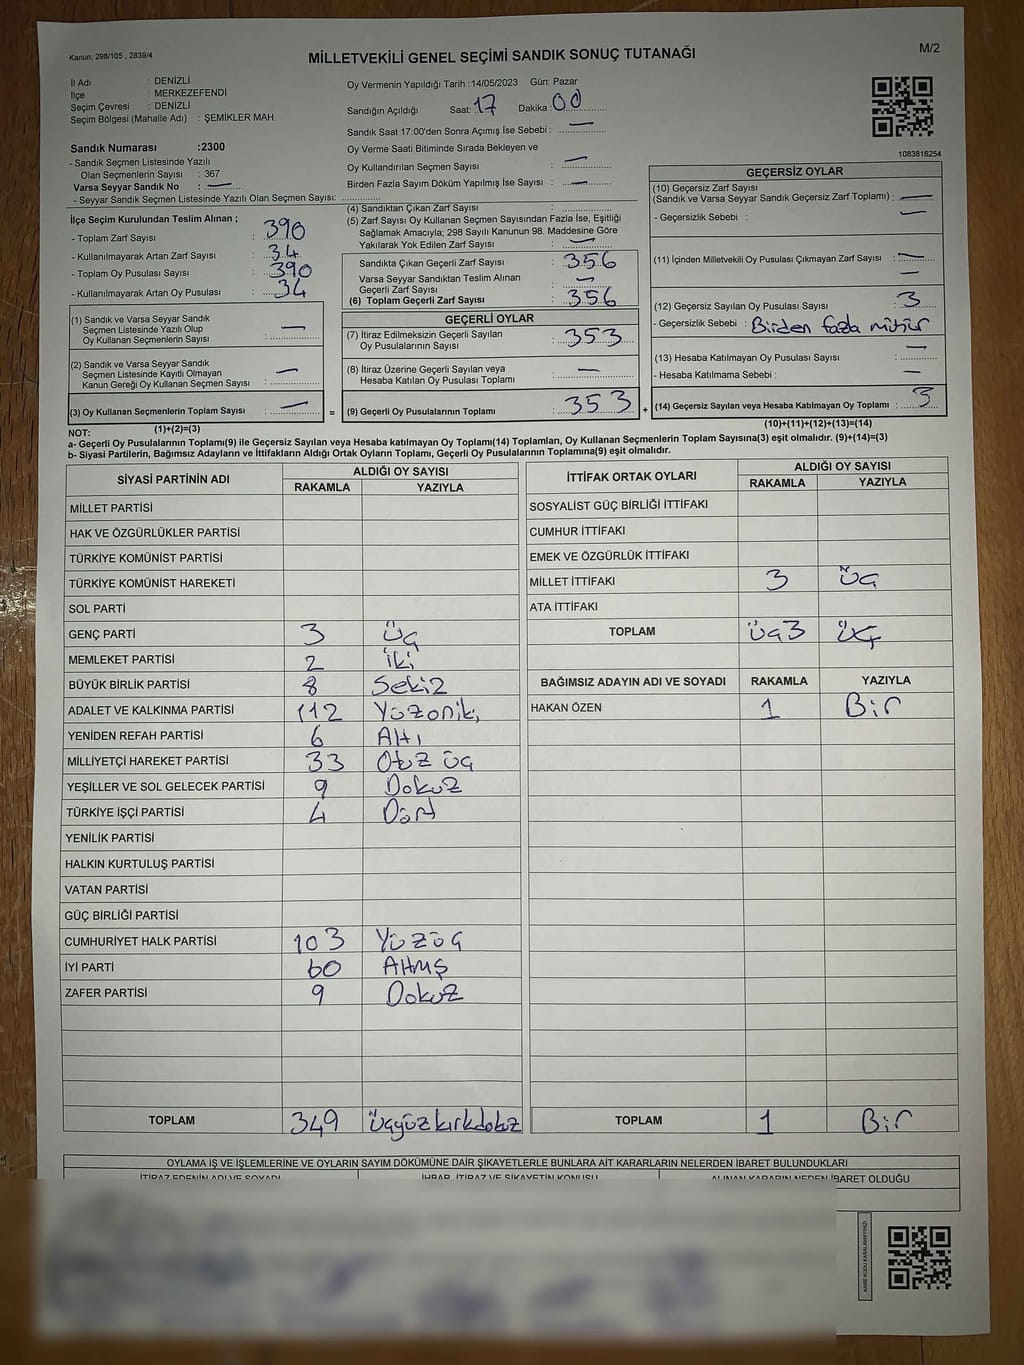 Kanun: 298/105 , 2839/4
MİLLETVEKİLİ GENEL SEÇİMİ SANDIK SONUÇ TUTANAĞI
M/2
İl Adı : DENİZLİ
İlçe : MERKEZEFENDİ
Seçim Çevresi : DENİZLİ
Seçim Bölgesi (Mahalle Adı) : ŞEMİKLER MAH.
Sandık Numarası :2300
- Sandık Seçmen Listesinde Yazılı
Olan Seçmenlerin Sayısı : 367
Varsa Seyyar Sandık No : —
- Seyyar Sandık Seçmen Listesinde Yazılı Olan Seçmen Sayısı:
Oy Vermenin Yapıldığı Tarih :14/05/2023 Gün: Pazar
Sandığın Açıldığı Saat: 17 Dakika: 00
Sandık Saat 17.00'den Sonra Açımış İse Sebebi : —
Oy Verme Saati Bitiminde Sırada Bekleyen ve
Oy Kullandırılan Seçmen Sayısı : —
Birden Fazla Sayım Döküm Yapılmış İse Sayısı : —
1083816254
İlçe Seçim Kurulundan Teslim Alınan ;
- Toplam Zarf Sayısı : 390
- Kullanılmayarak Artan Zarf Sayısı : 34
- Toplam Oy Pusulası Sayısı : 390
- Kullanılmayarak Artan Oy Pusulası : 34
(4) Sandıktan Çıkan Zarf Sayısı :
(5) Zarf Sayısı Oy Kullanan Seçmen Sayısından Fazla İse, Eşitliği
Sağlamak Amacıyla; 298 Sayılı Kanunun 98. Maddesine Göre
Yakılarak Yok Edilen Zarf Sayısı : —
Sandıkta Çıkan Geçerli Zarf Sayısı : 356
Varsa Seyyar Sandıktan Teslim Alınan
Geçerli Zarf Sayısı : —
(6) Toplam Geçerli Zarf Sayısı : 356
GEÇERSİZ OYLAR
(10) Geçersiz Zarf Sayısı
(Sandık ve Varsa Seyyar Sandık Geçersiz Zarf Toplamı) : —
- Geçersizlik Sebebi : —
(11) İçinden Milletvekili Oy Pusulası Çıkmayan Zarf Sayısı : —
—
(12) Geçersiz Sayılan Oy Pusulası Sayısı : 3
- Geçersizlik Sebebi : Birden fazla mühür
(13) Hesaba Katılmayan Oy Pusulası Sayısı : —
- Hesaba Katılmama Sebebi : —
(14) Geçersiz Sayılan veya Hesaba Katılmayan Oy Toplamı : 3
(10)+(11)+(12)+(13)=(14)
(1) Sandık ve Varsa Seyyar Sandık
Seçmen Listesinde Yazılı Olup
Oy Kullanan Seçmenlerin Sayısı : —
(2) Sandık ve Varsa Seyyar Sandık
Seçmen Listesinde Kayıtlı Olmayan
Kanun Gereği Oy Kullanan Seçmen Sayısı : —
(3) Oy Kullanan Seçmenlerin Toplam Sayısı : — =
(1)+(2)=(3)
GEÇERLİ OYLAR
(7) İtiraz Edilmeksizin Geçerli Sayılan
Oy Pusulalarının Sayısı : 353
(8) İtiraz Üzerine Geçerli Sayılan veya
Hesaba Katılan Oy Pusulası Toplamı : —
(9) Geçerli Oy Pusulalarının Toplamı : 353 +
NOT:
a- Geçerli Oy Pusulalarının Toplamı(9) ile Geçersiz Sayılan veya Hesaba katılmayan Oy Toplamı(14) Toplamları, Oy Kullanan Seçmenlerin Toplam Sayısına(3) eşit olmalıdır. (9)+(14)=(3)
b- Siyasi Partilerin, Bağımsız Adayların ve İttifakların Aldığı Ortak Oyların Toplamı, Geçerli Oy Pusulalarının Toplamına(9) eşit olmalıdır.
SİYASİ PARTİNİN ADI
ALDIĞI OY SAYISI
RAKAMLA YAZIYLA
MİLLET PARTİSİ
HAK VE ÖZGÜRLÜKLER PARTİSİ
TÜRKİYE KOMÜNİST PARTİSİ
TÜRKİYE KOMÜNİST HAREKETİ
SOL PARTİ
GENÇ PARTİ 3 Üç
MEMLEKET PARTİSİ 2 İki
BÜYÜK BİRLİK PARTİSİ 8 Sekiz
ADALET VE KALKINMA PARTİSİ 112 Yüzoniki
YENİDEN REFAH PARTİSİ 6 Altı
MİLLİYETÇİ HAREKET PARTİSİ 33 Otuz üç
YEŞİLLER VE SOL GELECEK PARTİSİ 9 Dokuz
TÜRKİYE İŞÇİ PARTİSİ 4 Dört
YENİLİK PARTİSİ
HALKIN KURTULUŞ PARTİSİ
VATAN PARTİSİ
GÜÇ BİRLİĞİ PARTİSİ
CUMHURİYET HALK PARTİSİ 103 Yüzüç
İYİ PARTİ 60 Altmış
ZAFER PARTİSİ 9 Dokuz
TOPLAM 349 üçyüzkırkdokuz
İTTİFAK ORTAK OYLARI
ALDIĞI OY SAYISI
RAKAMLA YAZIYLA
SOSYALİST GÜÇ BİRLİĞİ İTTİFAKI
CUMHUR İTTİFAKI
EMEK VE ÖZGÜRLÜK İTTİFAKI
MİLLET İTTİFAKI 3 Üç
ATA İTTİFAKI
TOPLAM üç3 Üç
BAĞIMSIZ ADAYIN ADI VE SOYADI RAKAMLA YAZIYLA
HAKAN ÖZEN 1 Bir
TOPLAM 1 Bir
OYLAMA İŞ VE İŞLEMLERİNE VE OYLARIN SAYIM DÖKÜMÜNE DAİR ŞİKAYETLERLE BUNLARA AİT KARARLARIN NELERDEN İBARET BULUNDUKLARI
İTİRAZ EDENİN ADI VE SOYADI İHBAR, İTİRAZ VE ŞİKAYETİN KONUSU ALINAN KARARIN NEDEN İBARET OLDUĞU
KARE KODU KARALAMAYINIZ!